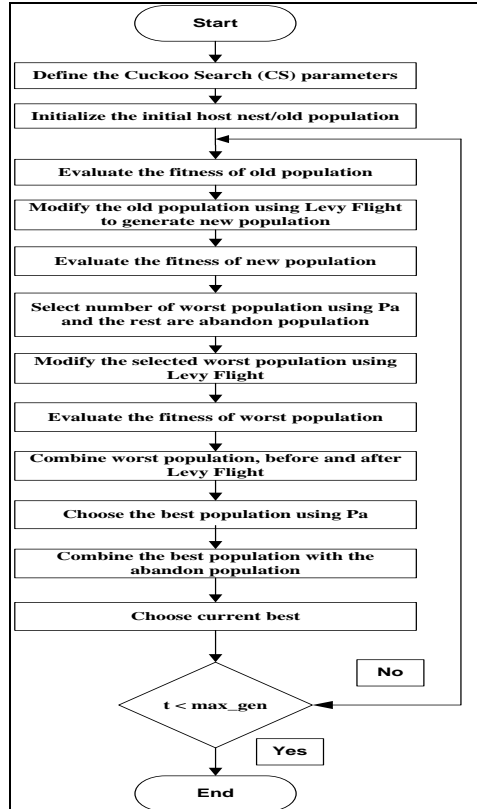 Start
Define the Cuckoo Search (CS) parameters
Initialize the initial host nest/old population
Evaluate the fitness of old population
Modify the old population using Levy Flight
to generate new population
Evaluate the fitness of new population
Select number of worst population using Pa
and the rest are abandon population
Modify the selected worst population using
Levy Flight
Evaluate the fitness of worst population
Combine worst population, before and after
Levy Flight
Choose the best population using Pa
Combine the best population with the
abandon population
Choose current best
No
t < max_gen
Yes
End